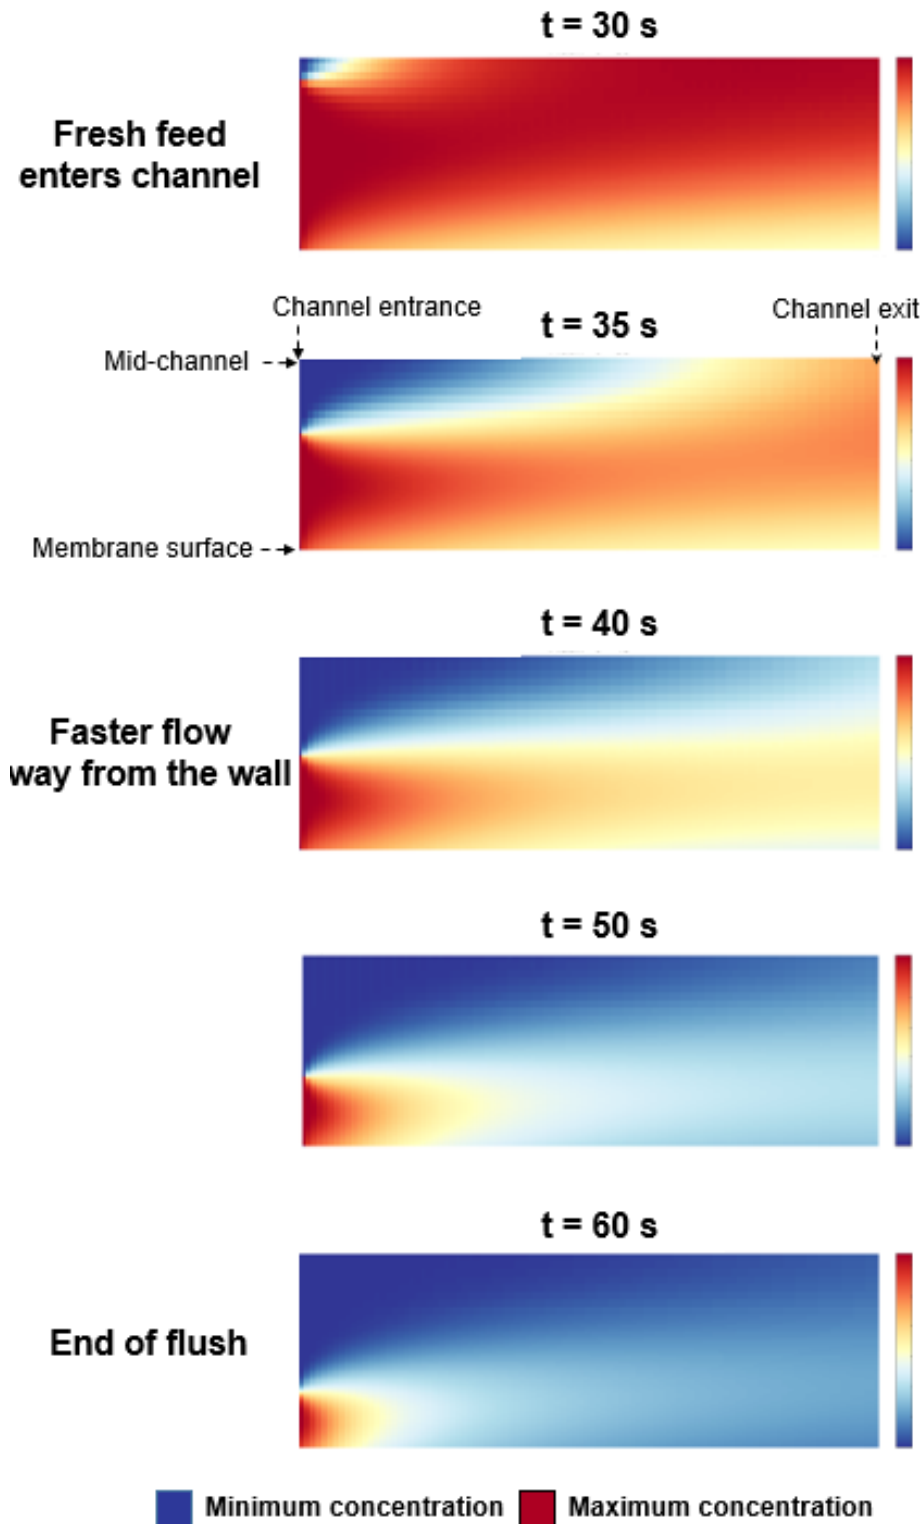 t = 30 s
Fresh feed
enters channel
Channel entrance
t = 35 s
Channel exit
Mid-channel
Membrane surface
t = 40 s
Faster flow
way from the wall
t = 50 s
t = 60 s
End of flush
Minimum concentration
Maximum concentration